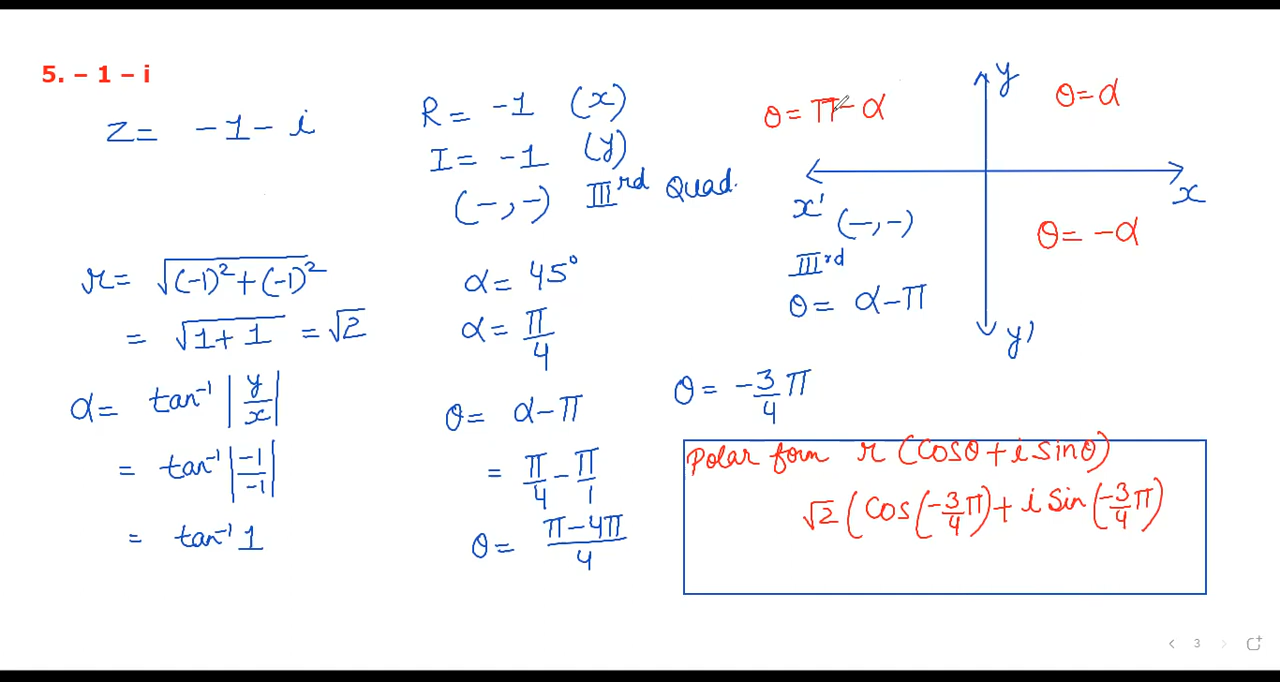 5. – 1 – i
z = -1 - i
R = -1 (x)
I = -1 (y)
(-,-) IIIrd Quad.
r = √((-1)² + (-1)²)
= √(1+1) = √2
α = tan⁻¹ |y/x|
= tan⁻¹ |-1/-1|
= tan⁻¹ 1
α = 45°
α = π/4
θ = α - π
= π/4 - π/1
θ = (π - 4π)/4
θ = π - α
y
θ = α
x'
x
(-,-)
IIIrd
θ = α - π
θ = -α
y'
θ = -3/4 π
Polar form r (cosθ + i sinθ)
√2 (cos(-3/4 π) + i sin(-3/4 π)
3